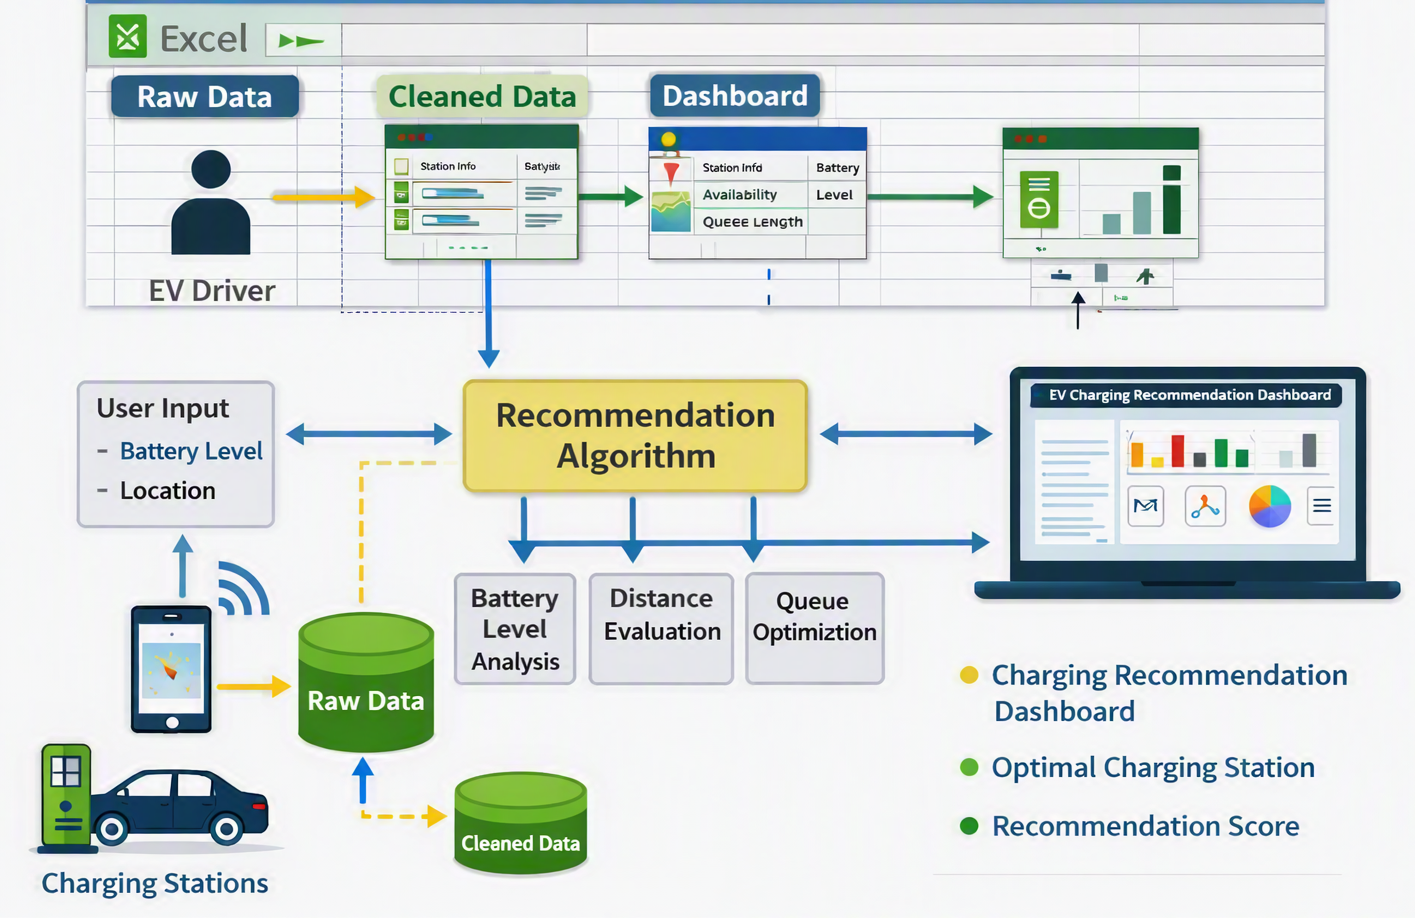 Excel
Raw Data
Cleaned Data
Dashboard
Station Info
Station Info
Battery
Availability
Level
Queee Length
EV Driver
User Input
- Battery Level
- Location
Recommendation
Algorithm
EV Charging Recommendation Dashboard
Battery
Level
Analysis
Distance
Evaluation
Queue
Optimiztion
Raw Data
Cleaned Data
Charging Stations
Charging Recommendation
Dashboard
Optimal Charging Station
Recommendation Score